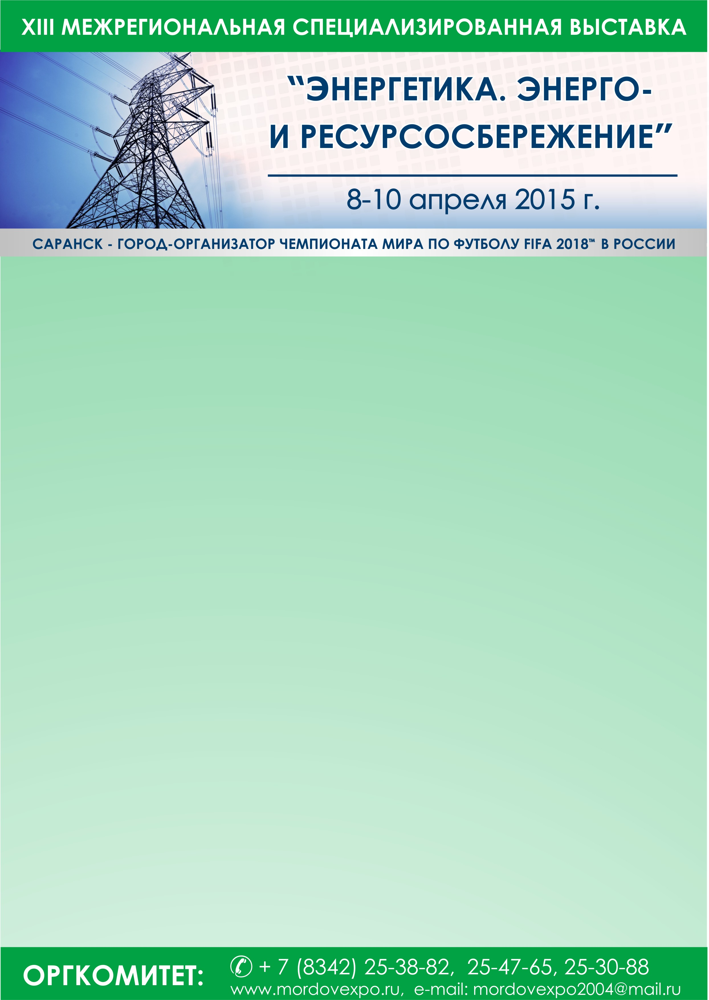 XIII МЕЖРЕГИОНАЛЬНАЯ СПЕЦИАЛИЗИРОВАННАЯ ВЫСТАВКА
“ЭНЕРГЕТИКА. ЭНЕРГО-
И РЕСУРСОСБЕРЕЖЕНИЕ”
8-10 апреля 2015 г.
САРАНСК - ГОРОД-ОРГАНИЗАТОР ЧЕМПИОНАТА МИРА ПО ФУТБОЛУ FIFA 2018™ В РОССИИ
ОРГКОМИТЕТ:
✆ + 7 (8342) 25-38-82, 25-47-65, 25-30-88
www.mordovexpo.ru, e-mail: mordovexpo2004@mail.ru